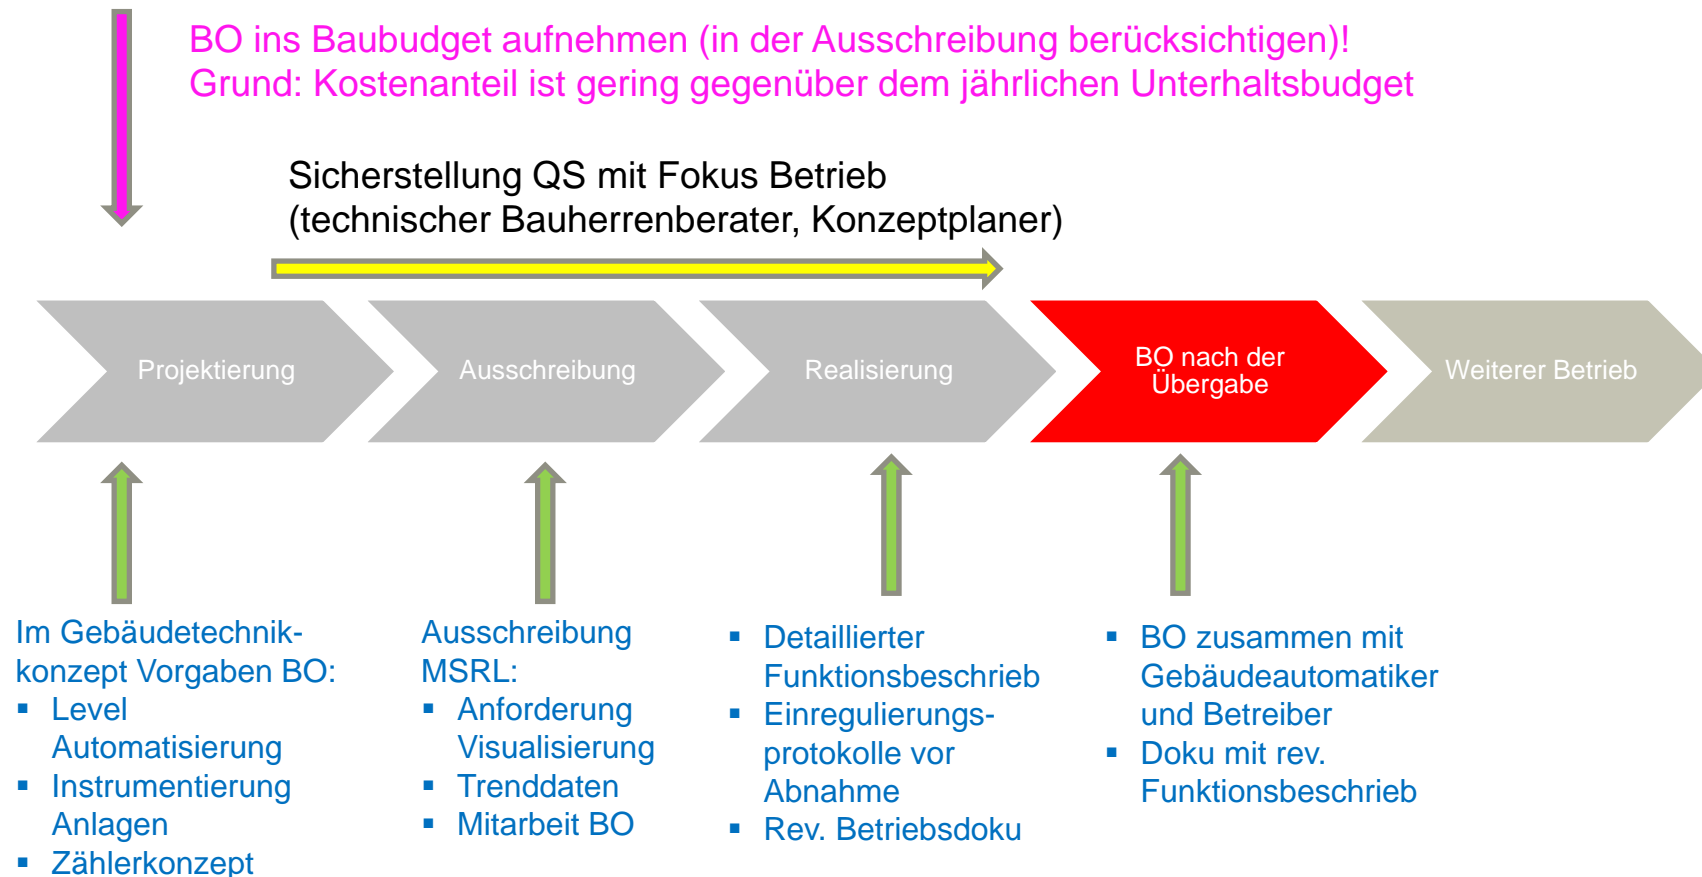 BO ins Baubudget aufnehmen (in der Ausschreibung berücksichtigen)!
Grund: Kostenanteil ist gering gegenüber dem jährlichen Unterhaltsbudget
Sicherstellung QS mit Fokus Betrieb
(technischer Bauherrenberater, Konzeptplaner)
Projektierung
Ausschreibung
Realisierung
BO nach der
Übergabe
Weiterer Betrieb
Im Gebäudetechnik-
konzept Vorgaben BO:
▪ Level
Automatisierung
▪ Instrumentierung
Anlagen
▪ Zählerkonzept
Ausschreibung
MSRL:
▪ Anforderung
Visualisierung
▪ Trenddaten
▪ Mitarbeit BO
▪ Detaillierter
Funktionsbeschrieb
▪ Einregulierungs-
protokolle vor
Abnahme
▪ Rev. Betriebsdoku
▪ BO zusammen mit
Gebäudeautomatiker
und Betreiber
▪ Doku mit rev.
Funktionsbeschrieb